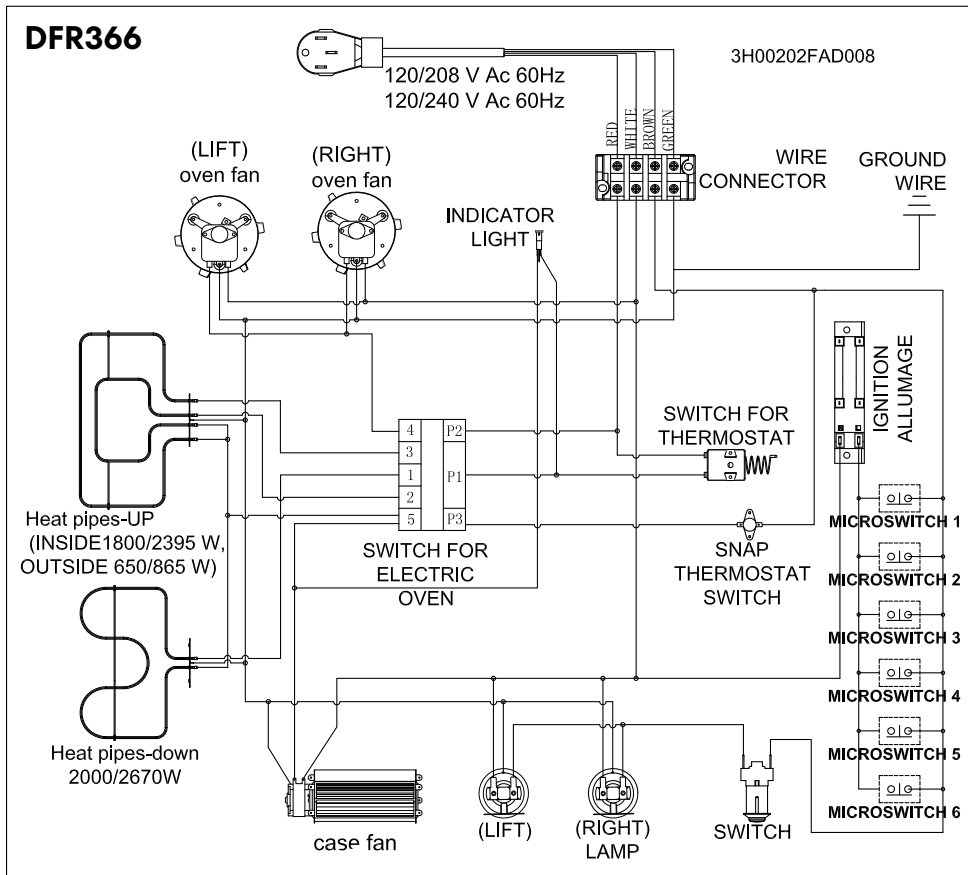 DFR366
3H00202FAD008
120/208 V Ac 60Hz
120/240 V Ac 60Hz
RED
WHITE
BROWN
GREEN
(LIFT)
oven fan
(RIGHT)
oven fan
WIRE
CONNECTOR
GROUND
WIRE
INDICATOR
LIGHT
IGNITION
ALLUMAGE
4
3
1
2
5
P2
P1
P3
SWITCH FOR
THERMOSTAT
SWITCH FOR
ELECTRIC
OVEN
SNAP
THERMOSTAT
SWITCH
Heat pipes-UP
(INSIDE1800/2395 W,
OUTSIDE 650/865 W)
Heat pipes-down
2000/2670W
MICROSWITCH 1
MICROSWITCH 2
MICROSWITCH 3
MICROSWITCH 4
MICROSWITCH 5
MICROSWITCH 6
case fan
(LIFT)
(RIGHT)
LAMP
SWITCH